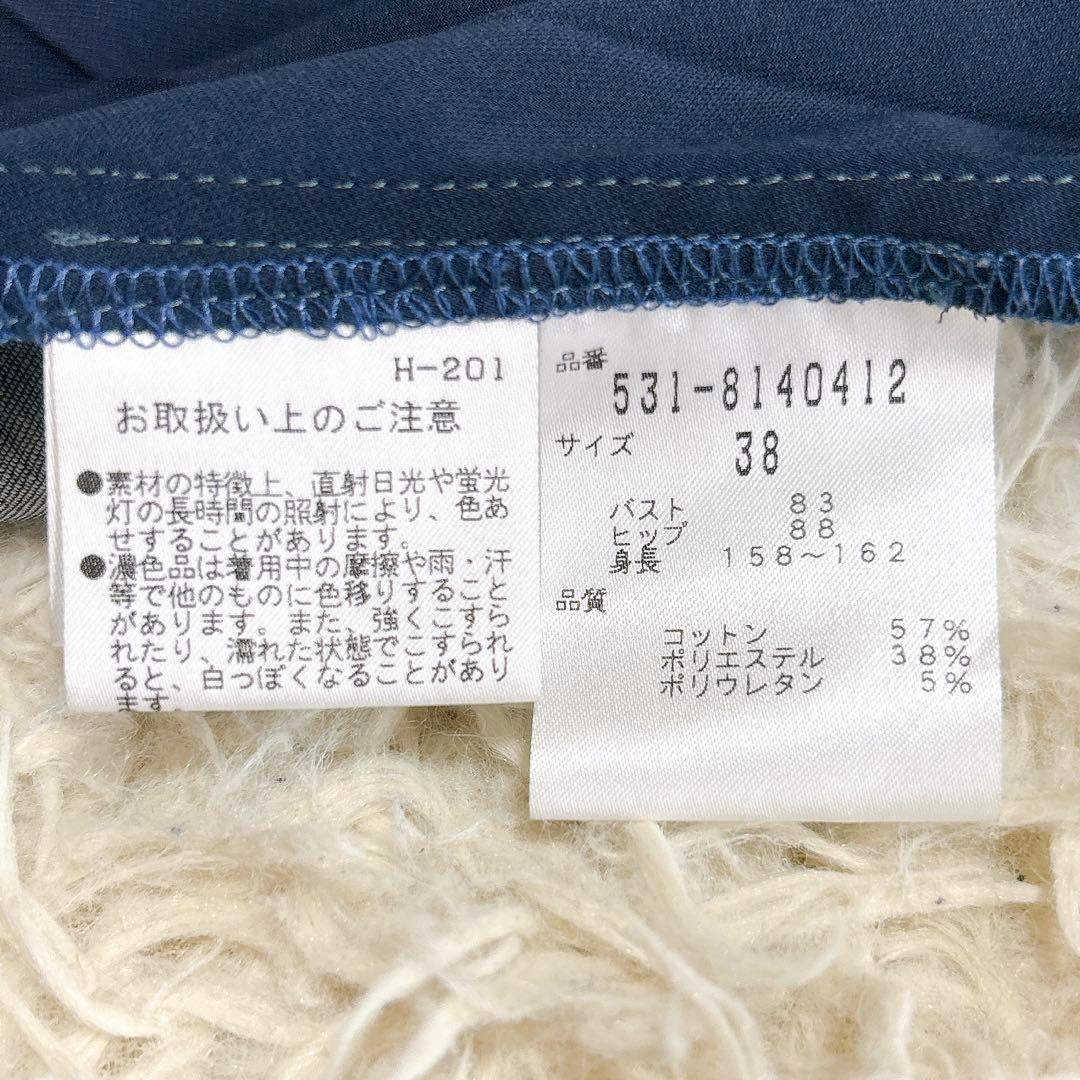 H-201
お取扱い上のご注意
●素材の特徴上、直射日光や蛍光
灯の長時間の照射により、色あ
せすることがあります。
●濃色品は着用中の摩擦や雨・汗
等で他のものに色移りすること
があります。また、強くこすら
れたり、濡れた状態でこすられ
ると、白っぽくなることがあり
ます。
品番
531-8140412
サイズ 38
バスト 83
ヒップ 88
身長 158〜162
品質
コットン 57%
ポリエステル 38%
ポリウレタン 5%